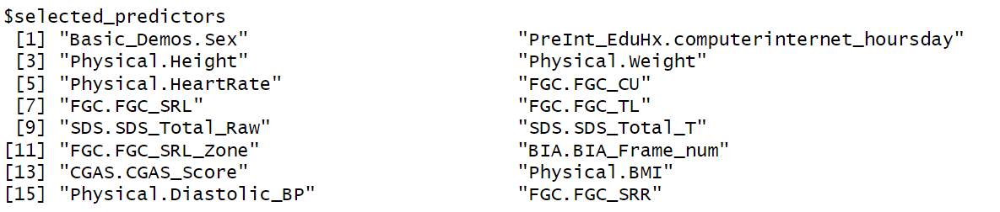 $selected_predictors
 [1] "Basic_Demos.Sex"                        "PreInt_EduHx.computerinternet_hoursday"
 [3] "Physical.Height"                        "Physical.Weight"
 [5] "Physical.HeartRate"                     "FGC.FGC_CU"
 [7] "FGC.FGC_SRL"                            "FGC.FGC_TL"
 [9] "SDS.SDS_Total_Raw"                      "SDS.SDS_Total_T"
[11] "FGC.FGC_SRL_Zone"                       "BIA.BIA_Frame_num"
[13] "CGAS.CGAS_Score"                        "Physical.BMI"
[15] "Physical.Diastolic_BP"                  "FGC.FGC_SRR"